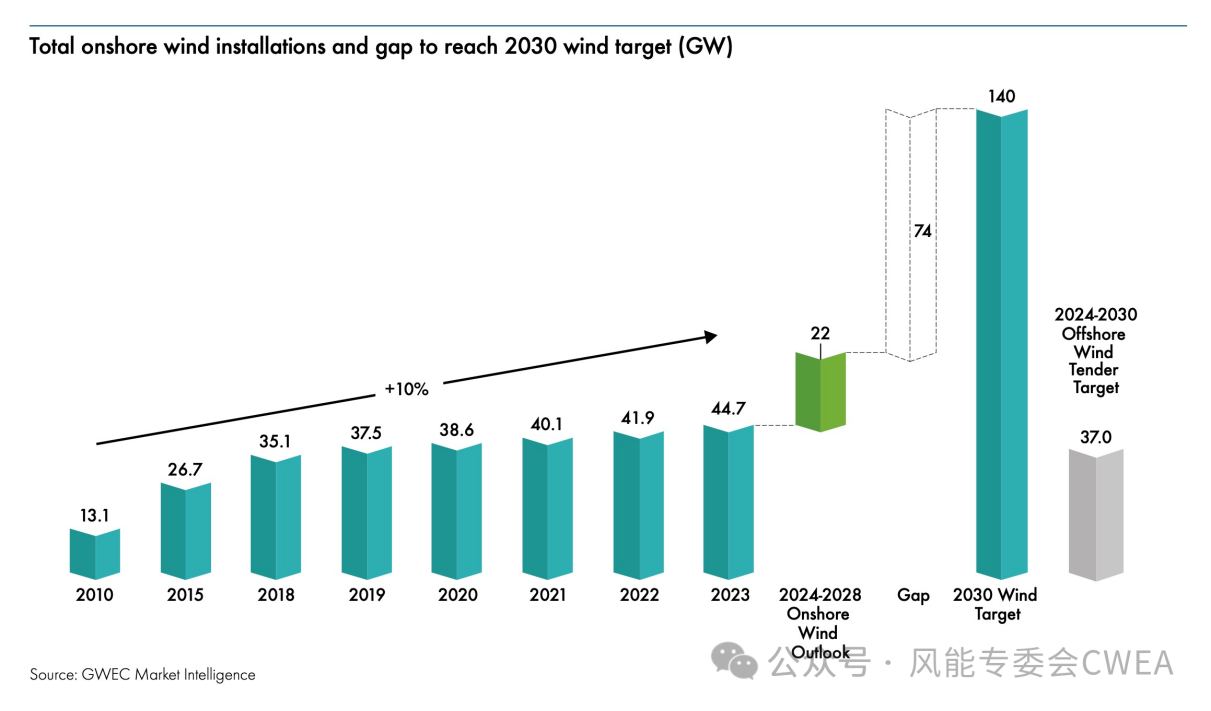 Total onshore wind installations and gap to reach 2030 wind target (GW)
140
74
2024-2030
Offshore
Wind
Tender
Target
22
+10%
13.1
26.7
35.1
37.5
38.6
40.1
41.9
44.7
37.0
2010
2015
2018
2019
2020
2021
2022
2023
2024-2028
Onshore
Wind
Outlook
Gap
2030 Wind
Target
Source: GWEC Market Intelligence
公众号 · 风能专委会CWEA